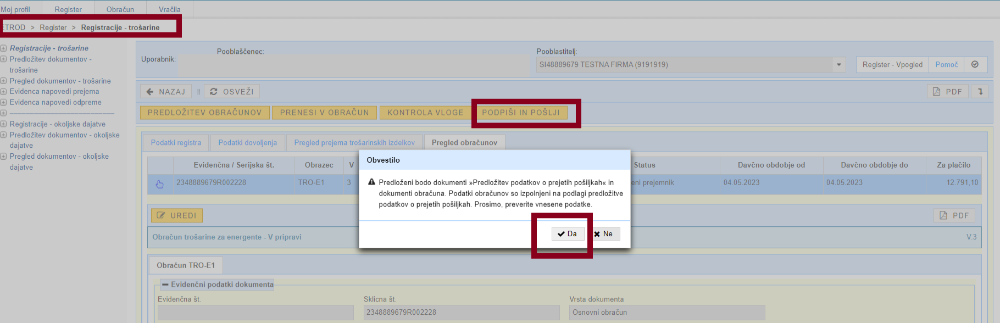 Moj profil Register Obračun Vračila
ETROD > Register > Registracije - trošarine
Registracije - trošarine
Predložitev dokumentov -
trošarine
Pregled dokumentov - trošarine
Evidenca napovedi prejema
Evidenca napovedi odpreme
Registracije - okoljske dajatve
Predložitev dokumentov - okoljske
dajatve
Pregled dokumentov - okoljske
dajatve
Uporabnik: Pooblaščenec: Pooblastitelj:
SI48889679 TESTNA FIRMA (9191919)
Register - Vpogled Pomoč
NAZAJ OSVEŽI PDF
PREDLOŽITEV OBRAČUNOV PRENESI V OBRAČUN KONTROLA VLOGE PODPIŠI IN POŠLJI
Podatki registra Podatki dovoljenja Pregled prejema trošarinskih izdelkov Pregled obračunov
Evidenčna / Serijska št. Obrazec V Status Davčno obdobje od Davčno obdobje do Za plačilo
2348889679R002228 TRO-E1 3 eni prejemnik 04.05.2023 04.05.2023 12.791,10
Obvestilo
Predloženi bodo dokumenti »Predložitev podatkov o prejetih pošiljkah« in
dokumenti obračuna. Podatki obračunov so izpolnjeni na podlagi predložitve
podatkov o prejetih pošiljkah. Prosimo, preverite vnesene podatke.
Da Ne
UREDI PDF
Obračun trošarine za energente - V pripravi V.3
Obračun TRO-E1
Evidenčni podatki dokumenta
Evidenčna št. Sklicna št. Vrsta dokumenta
2348889679R002228 Osnovni obračun